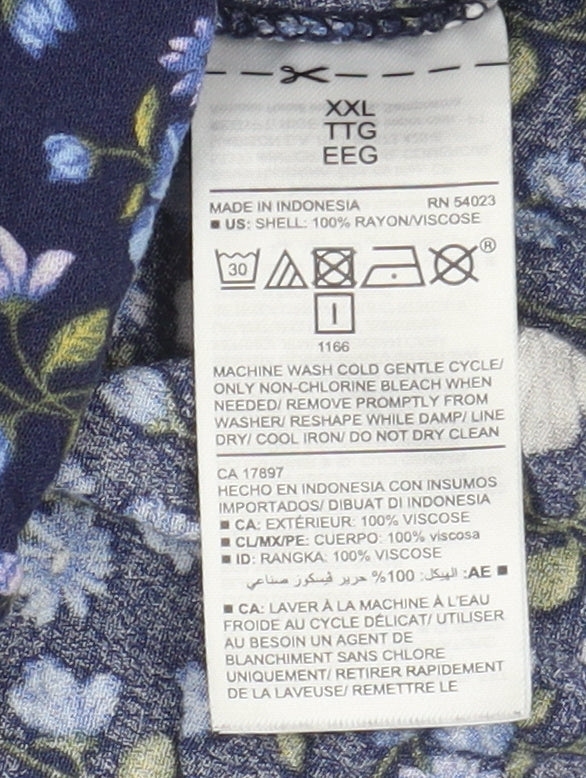 XXL
TTG
EEG
MADE IN INDONESIA RN 54023
■ US: SHELL: 100% RAYON/VISCOSE
30
®
1166
MACHINE WASH COLD GENTLE CYCLE/
ONLY NON-CHLORINE BLEACH WHEN
NEEDED/ REMOVE PROMPTLY FROM
WASHER/ RESHAPE WHILE DAMP/ LINE
DRY/ COOL IRON/ DO NOT DRY CLEAN
CA 17897
HECHO EN INDONESIA CON INSUMOS
IMPORTADOS/ DIBUAT DI INDONESIA
■ CA: EXTÉRIEUR: 100% VISCOSE
■ CL/MX/PE: CUERPO: 100% viscosa
■ ID: RANGKA: 100% VISCOSE
■ AE: الهيكل: 100% حرير ڤيسكوز صناعي
■ CA: LAVER À LA MACHINE À L'EAU
FROIDE AU CYCLE DÉLICAT/ UTILISER
AU BESOIN UN AGENT DE
BLANCHIMENT SANS CHLORE
UNIQUEMENT/ RETIRER RAPIDEMENT
DE LA LAVEUSE/ REMETTRE LE